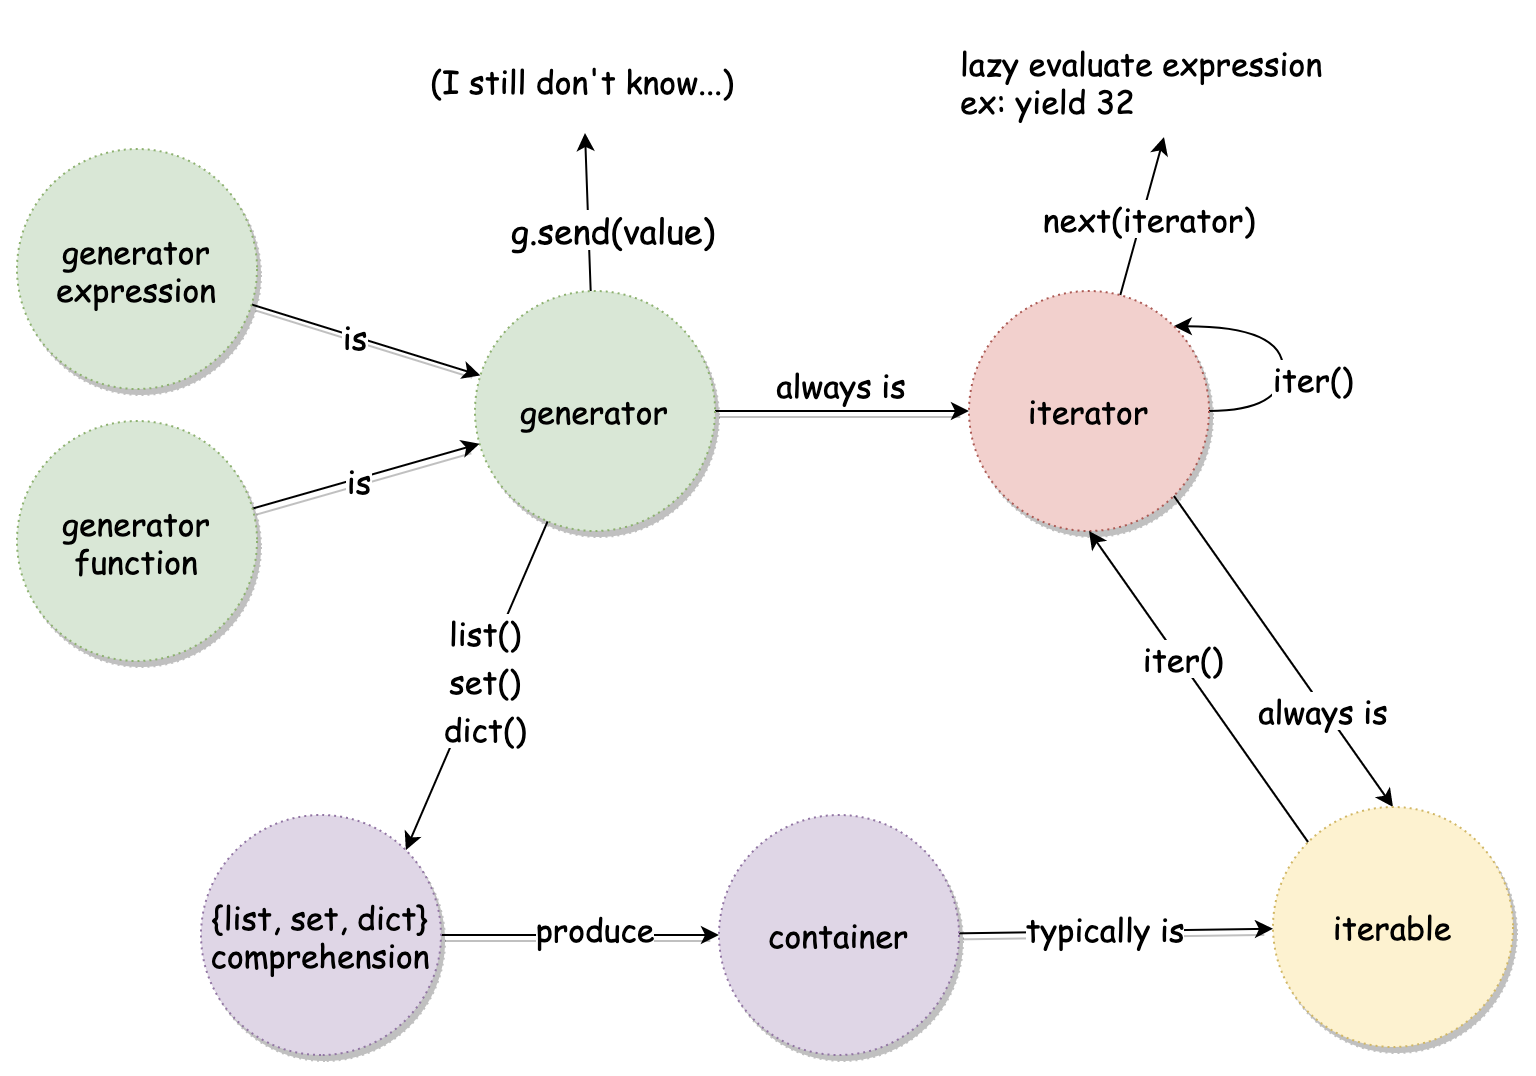 (I still don't know...)
lazy evaluate expression
ex: yield 32
generator
expression
g.send(value)
next(iterator)
is
always is
iter()
generator
iterator
is
generator
function
list()
set()
dict()
iter()
always is
{list, set, dict}
comprehension
produce
container
typically is
iterable